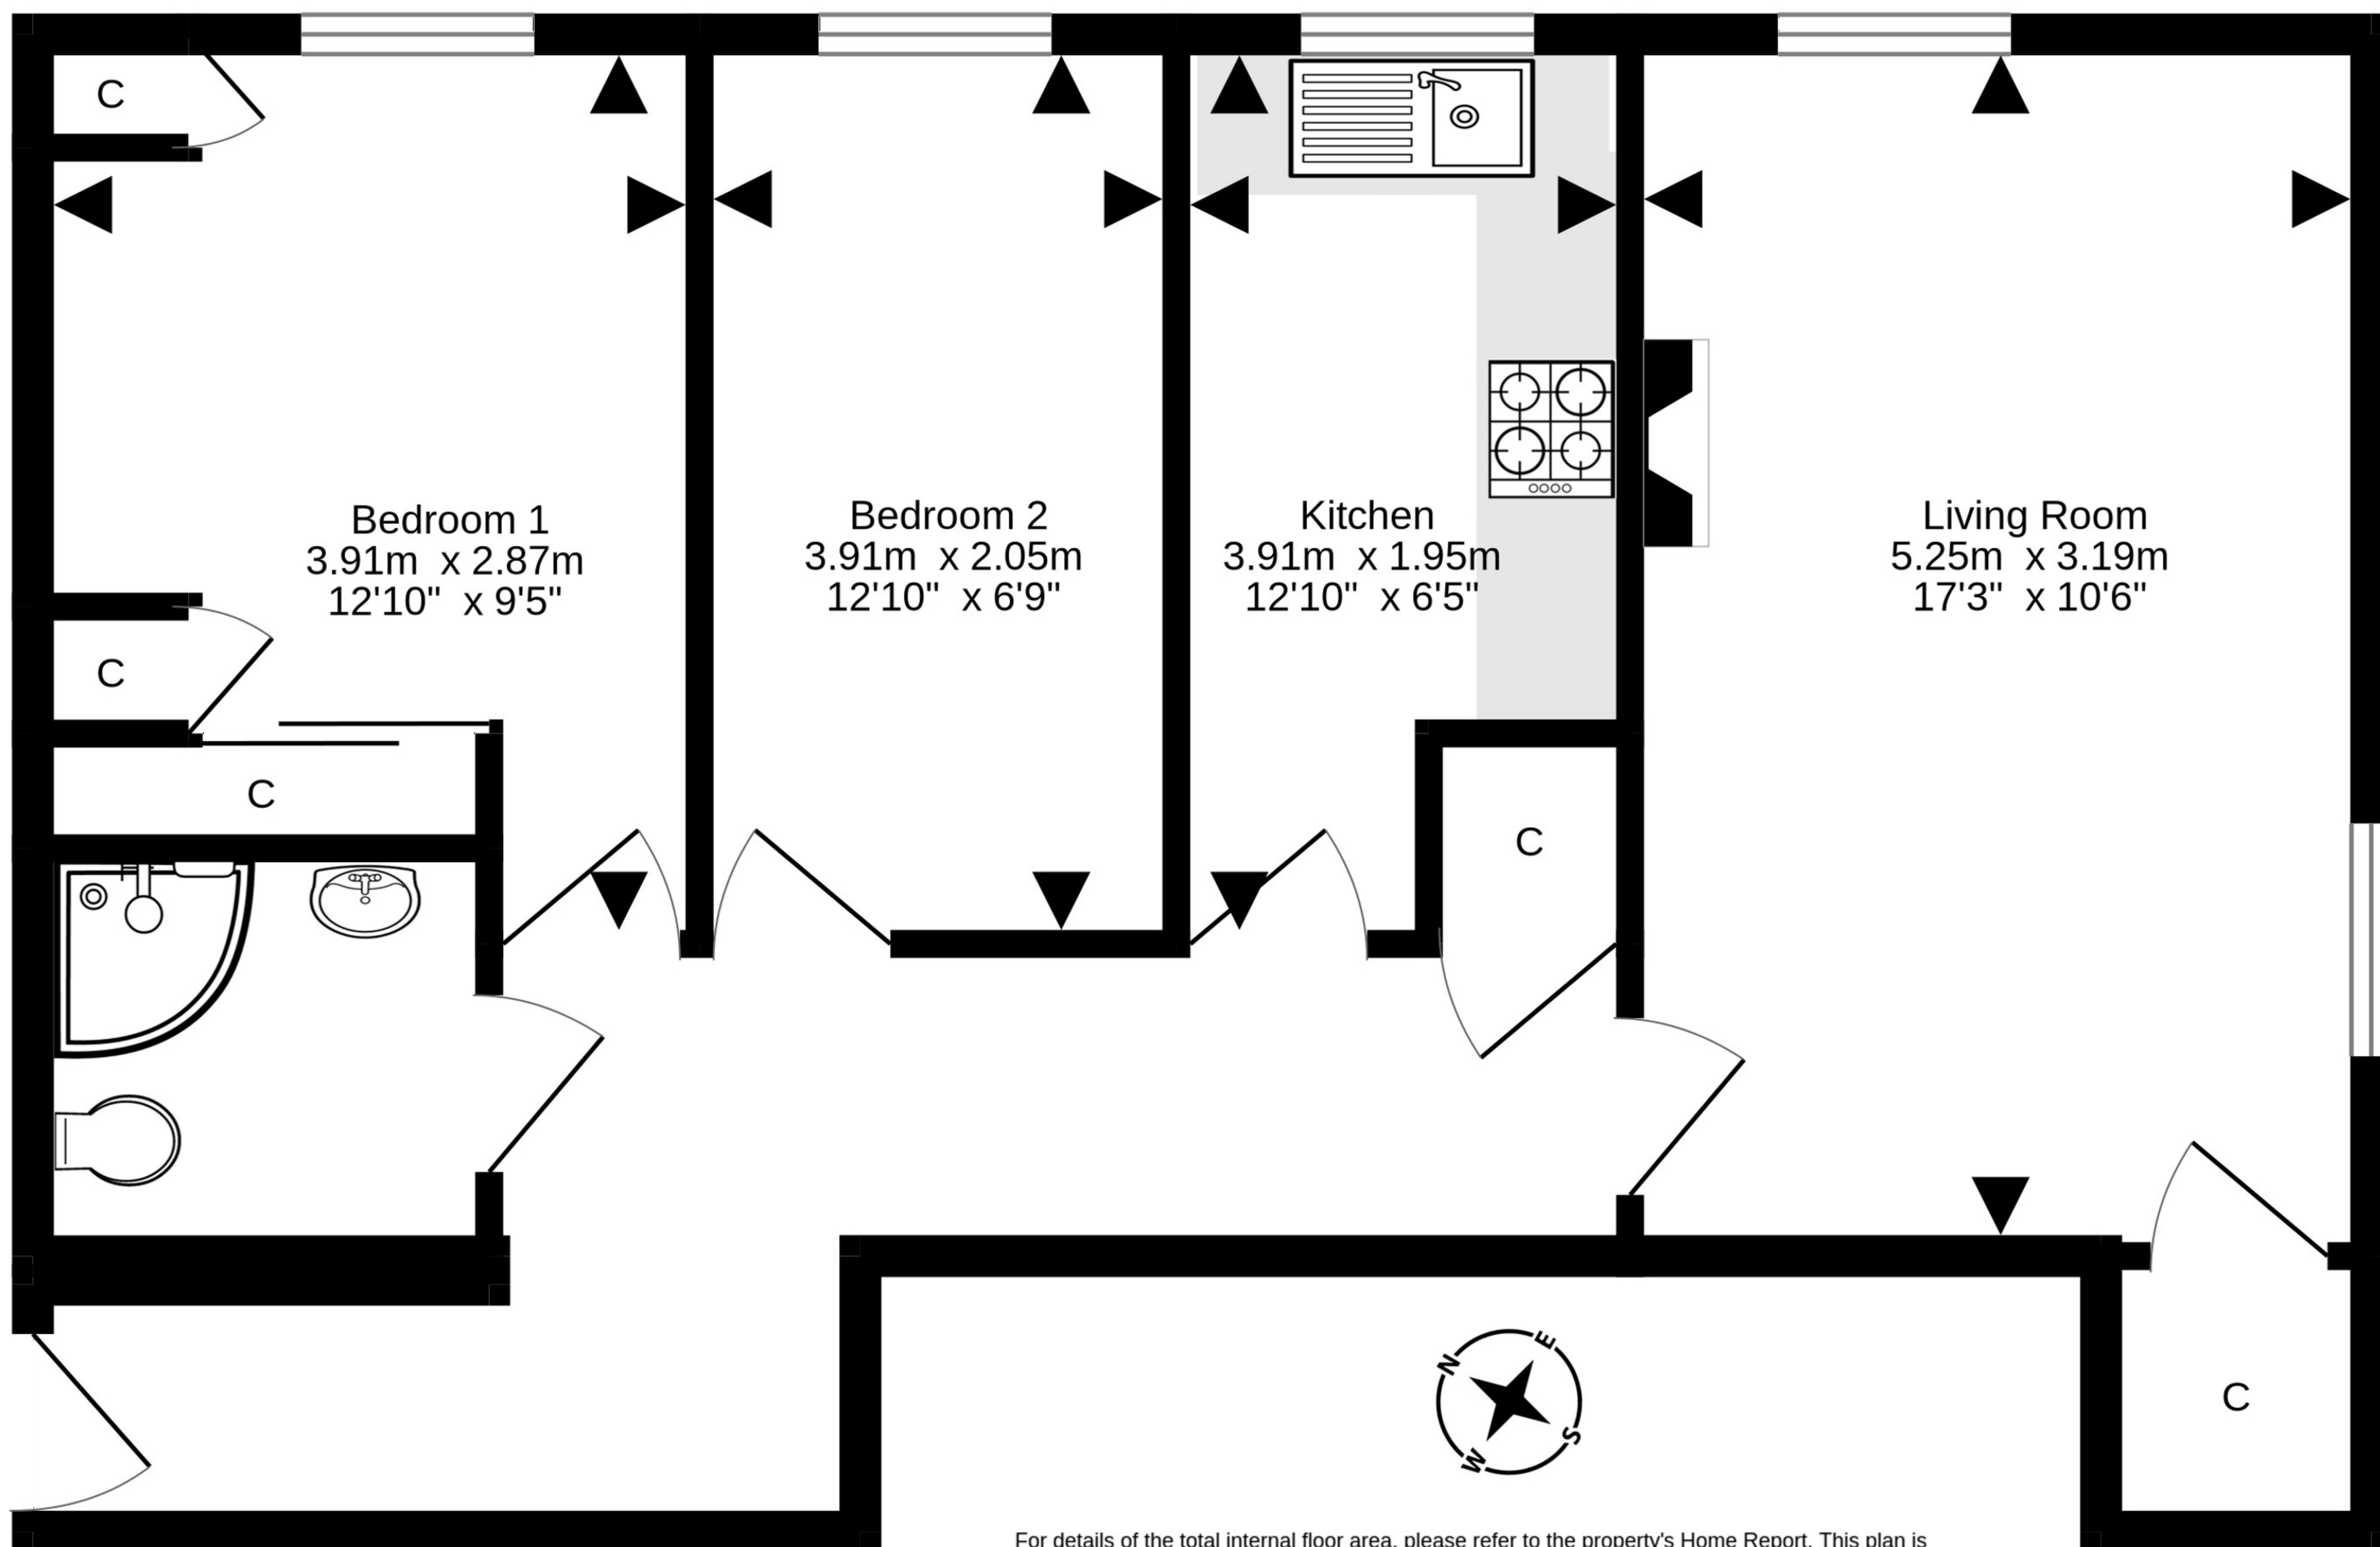 C
Bedroom 1
3.91m x 2.87m
12'10" x 9'5"
Bedroom 2
3.91m x 2.05m
12'10" x 6'9"
Kitchen
3.91m x 1.95m
12'10" x 6'5"
Living Room
5.25m x 3.19m
17'3" x 10'6"
C
C
C
N
E
S
W
C
For details of the total internal floor area, please refer to the property's Home Report. This plan is